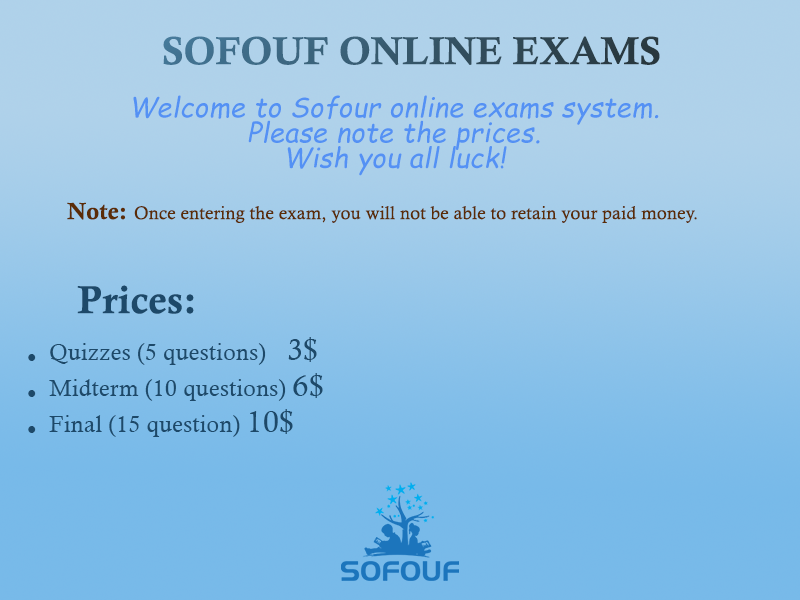 SOFOUF ONLINE EXAMS
Welcome to Sofour online exams system.
Please note the prices.
Wish you all luck!
Note: Once entering the exam, you will not be able to retain your paid money.
Prices:
• Quizzes (5 questions) 3$
• Midterm (10 questions) 6$
• Final (15 question) 10$
SOFOUF